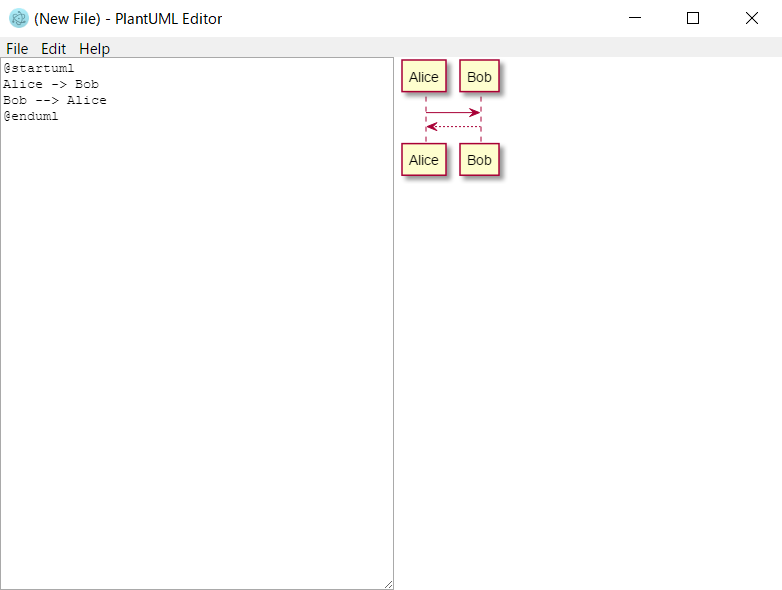 (New File) - PlantUML Editor
File Edit Help
@startuml
Alice -> Bob
Bob --> Alice
@enduml
Alice Bob
Alice Bob